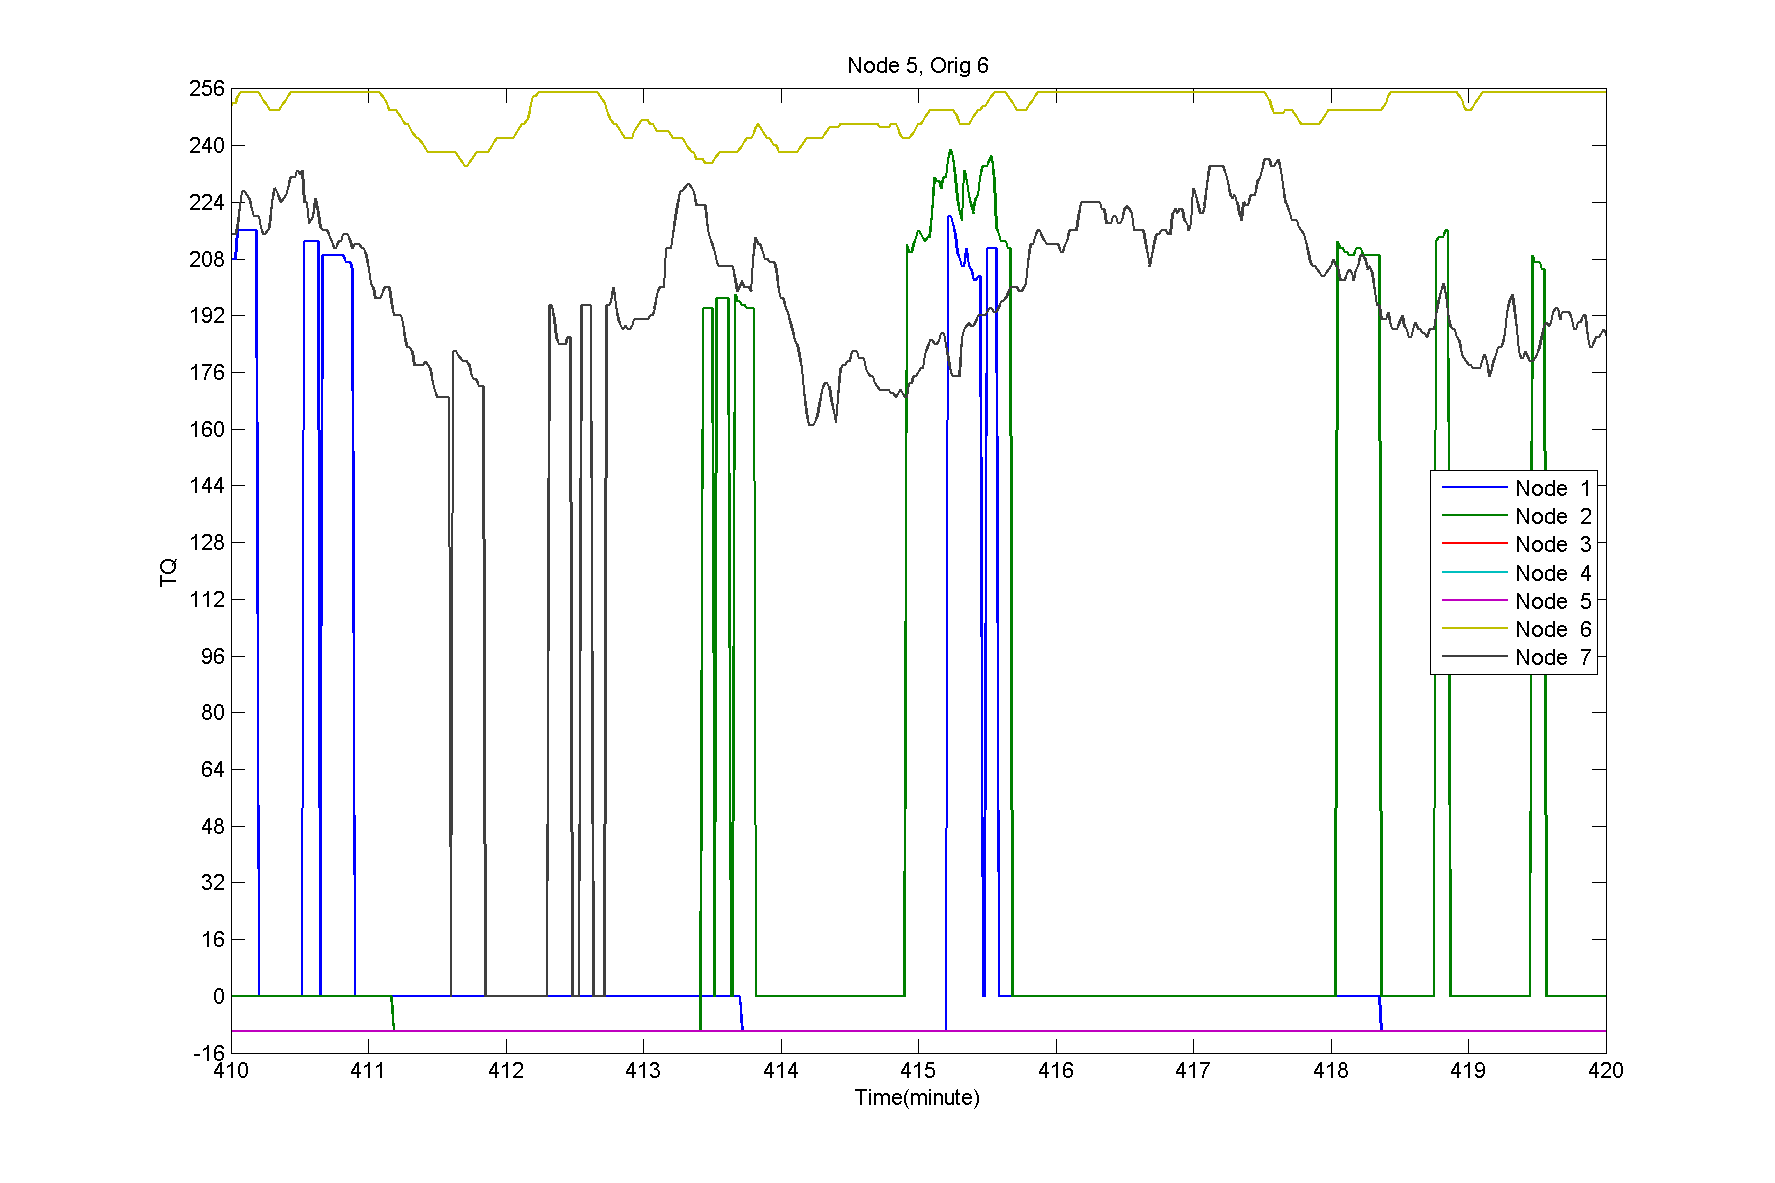 Node 5, Orig 6
256
240
224
208
192
176
160
144
128
112
96
80
64
48
32
16
0
-16
TQ
410 411 412 413 414 415 416 417 418 419 420
Time(minute)
Node 1
Node 2
Node 3
Node 4
Node 5
Node 6
Node 7